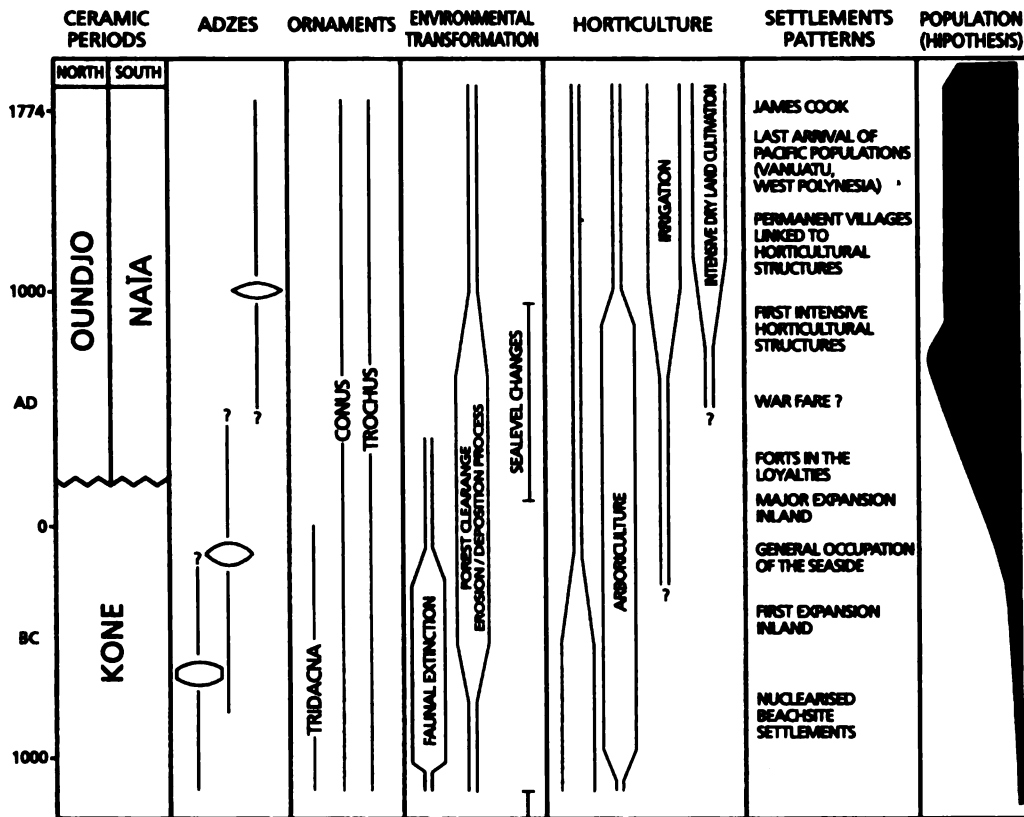 CERAMIC
PERIODS
ADZES
ORNAMENTS
ENVIRONMENTAL
TRANSFORMATION
HORTICULTURE
SETTLEMENTS
PATTERNS
POPULATION
(HIPOTHESIS)
NORTH
SOUTH
1774
1000
AD
0
BC
1000
OUNDJO
NAÏA
KONE
?
?
?
TRIDACNA
CONUS
TROCHUS
FAUNAL EXTINCTION
FOREST CLEARANGE
EROSION / DEPOSITION PROCESS
SEALEVEL CHANGES
ARBORICULTURE
IRRIGATION
?
INTENSIVE DRY LAND CULTIVATION
?
JAMES COOK
LAST ARRIVAL OF
PACIFIC POPULATIONS
(VANUATU,
WEST POLYNESIA)
PERMANENT VILLAGES
LINKED TO
HORTICULTURAL
STRUCTURES
FIRST INTENSIVE
HORTICULTURAL
STRUCTURES
WAR FARE ?
FORTS IN THE
LOYALTIES
MAJOR EXPANSION
INLAND
GENERAL OCCUPATION
OF THE SEASIDE
FIRST EXPANSION
INLAND
NUCLEARISED
BEACHSITE
SETTLEMENTS